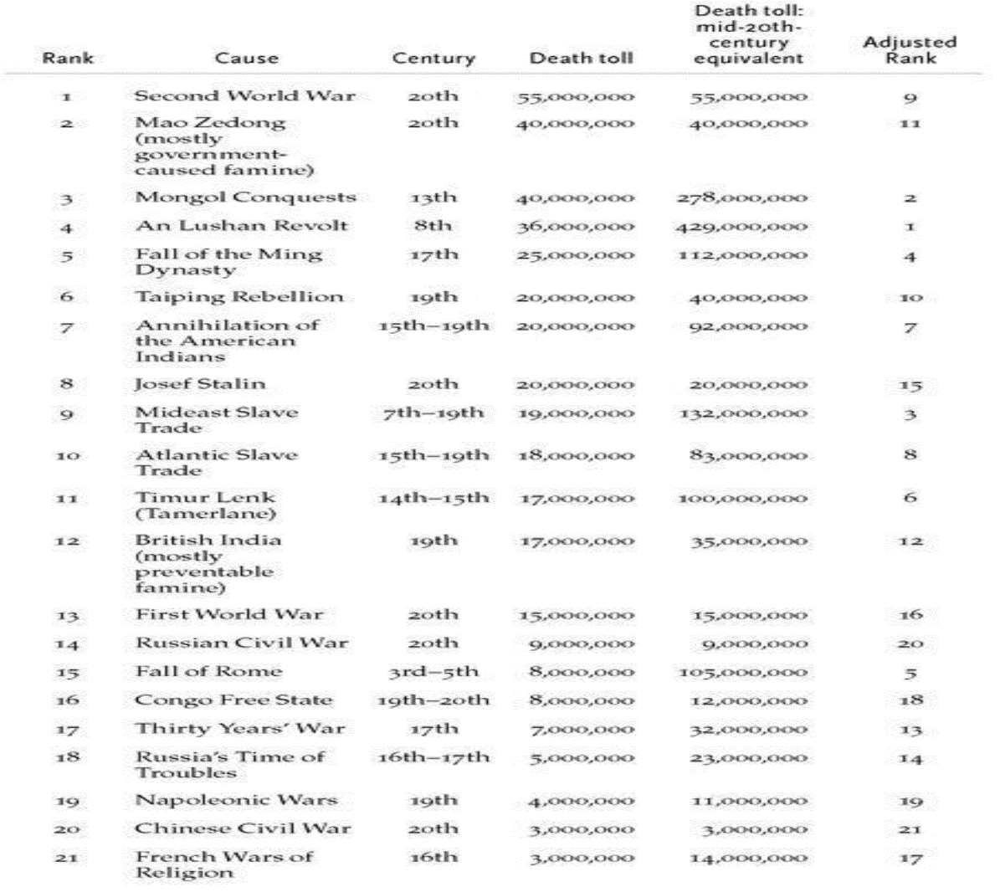 Rank Cause Century Death toll Death toll: mid-20th-century equivalent Adjusted Rank
1 Second World War 20th 55,000,000 55,000,000 9
2 Mao Zedong 20th 40,000,000 40,000,000 11
(mostly
government-
caused famine)
3 Mongol Conquests 13th 40,000,000 278,000,000 2
4 An Lushan Revolt 8th 36,000,000 429,000,000 1
5 Fall of the Ming 17th 25,000,000 112,000,000 4
Dynasty
6 Taiping Rebellion 19th 20,000,000 40,000,000 10
7 Annihilation of 15th–19th 20,000,000 92,000,000 7
the American
Indians
8 Josef Stalin 20th 20,000,000 20,000,000 15
9 Mideast Slave 7th–19th 19,000,000 132,000,000 3
Trade
10 Atlantic Slave 15th–19th 18,000,000 83,000,000 8
Trade
11 Timur Lenk 14th–15th 17,000,000 100,000,000 6
(Tamerlane)
12 British India 19th 17,000,000 35,000,000 12
(mostly
preventable
famine)
13 First World War 20th 15,000,000 15,000,000 16
14 Russian Civil War 20th 9,000,000 9,000,000 20
15 Fall of Rome 3rd–5th 8,000,000 105,000,000 5
16 Congo Free State 19th–20th 8,000,000 12,000,000 18
17 Thirty Years' War 17th 7,000,000 32,000,000 13
18 Russia's Time of 16th–17th 5,000,000 23,000,000 14
Troubles
19 Napoleonic Wars 19th 4,000,000 11,000,000 19
20 Chinese Civil War 20th 3,000,000 3,000,000 21
21 French Wars of 16th 3,000,000 14,000,000 17
Religion